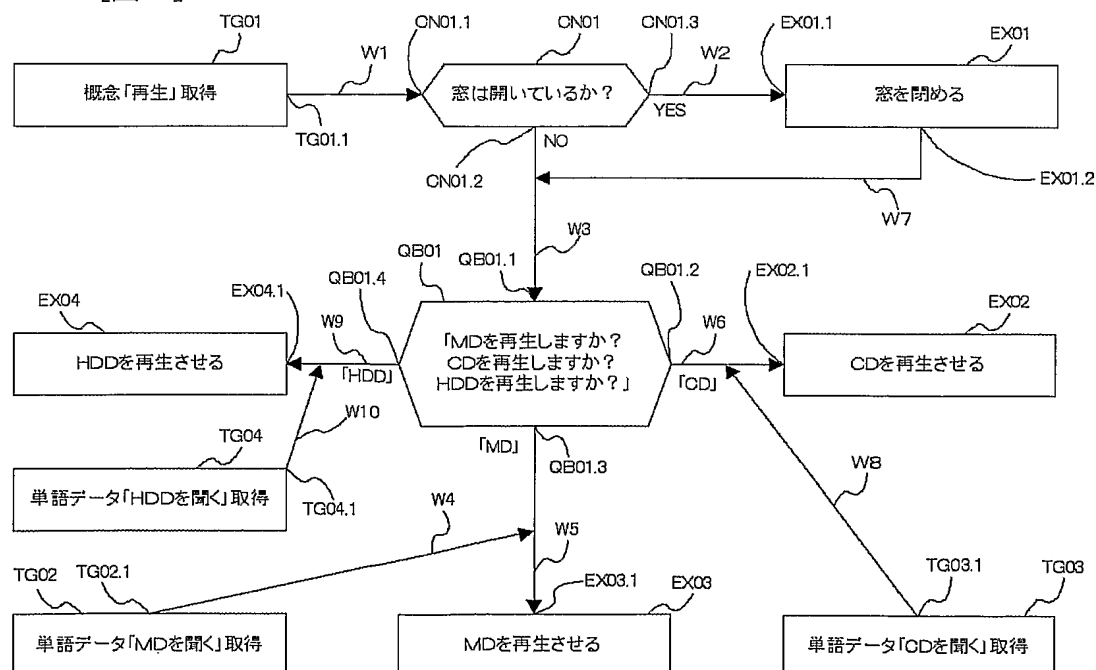 TG01
CN01.1
CN01
CN01.3
EX01.1
EX01
W1
W2
概念「再生」取得
窓は開いているか?
窓を閉める
YES
TG01.1
NO
CN01.2
EX01.2
W7
W3
QB01
QB01.1
QB01.2
EX02.1
EX04
EX04.1
QB01.4
EX02
W9
W6
「MDを再生しますか?
CDを再生しますか?
HDDを再生しますか?」
HDDを再生させる
CDを再生させる
「HDD」
「CD」
W10
TG04
「MD」
QB01.3
W8
単語データ「HDDを聞く」取得
TG04.1
W4
W5
TG02
TG02.1
EX03.1
EX03
TG03.1
TG03
単語データ「MDを聞く」取得
MDを再生させる
単語データ「CDを聞く」取得